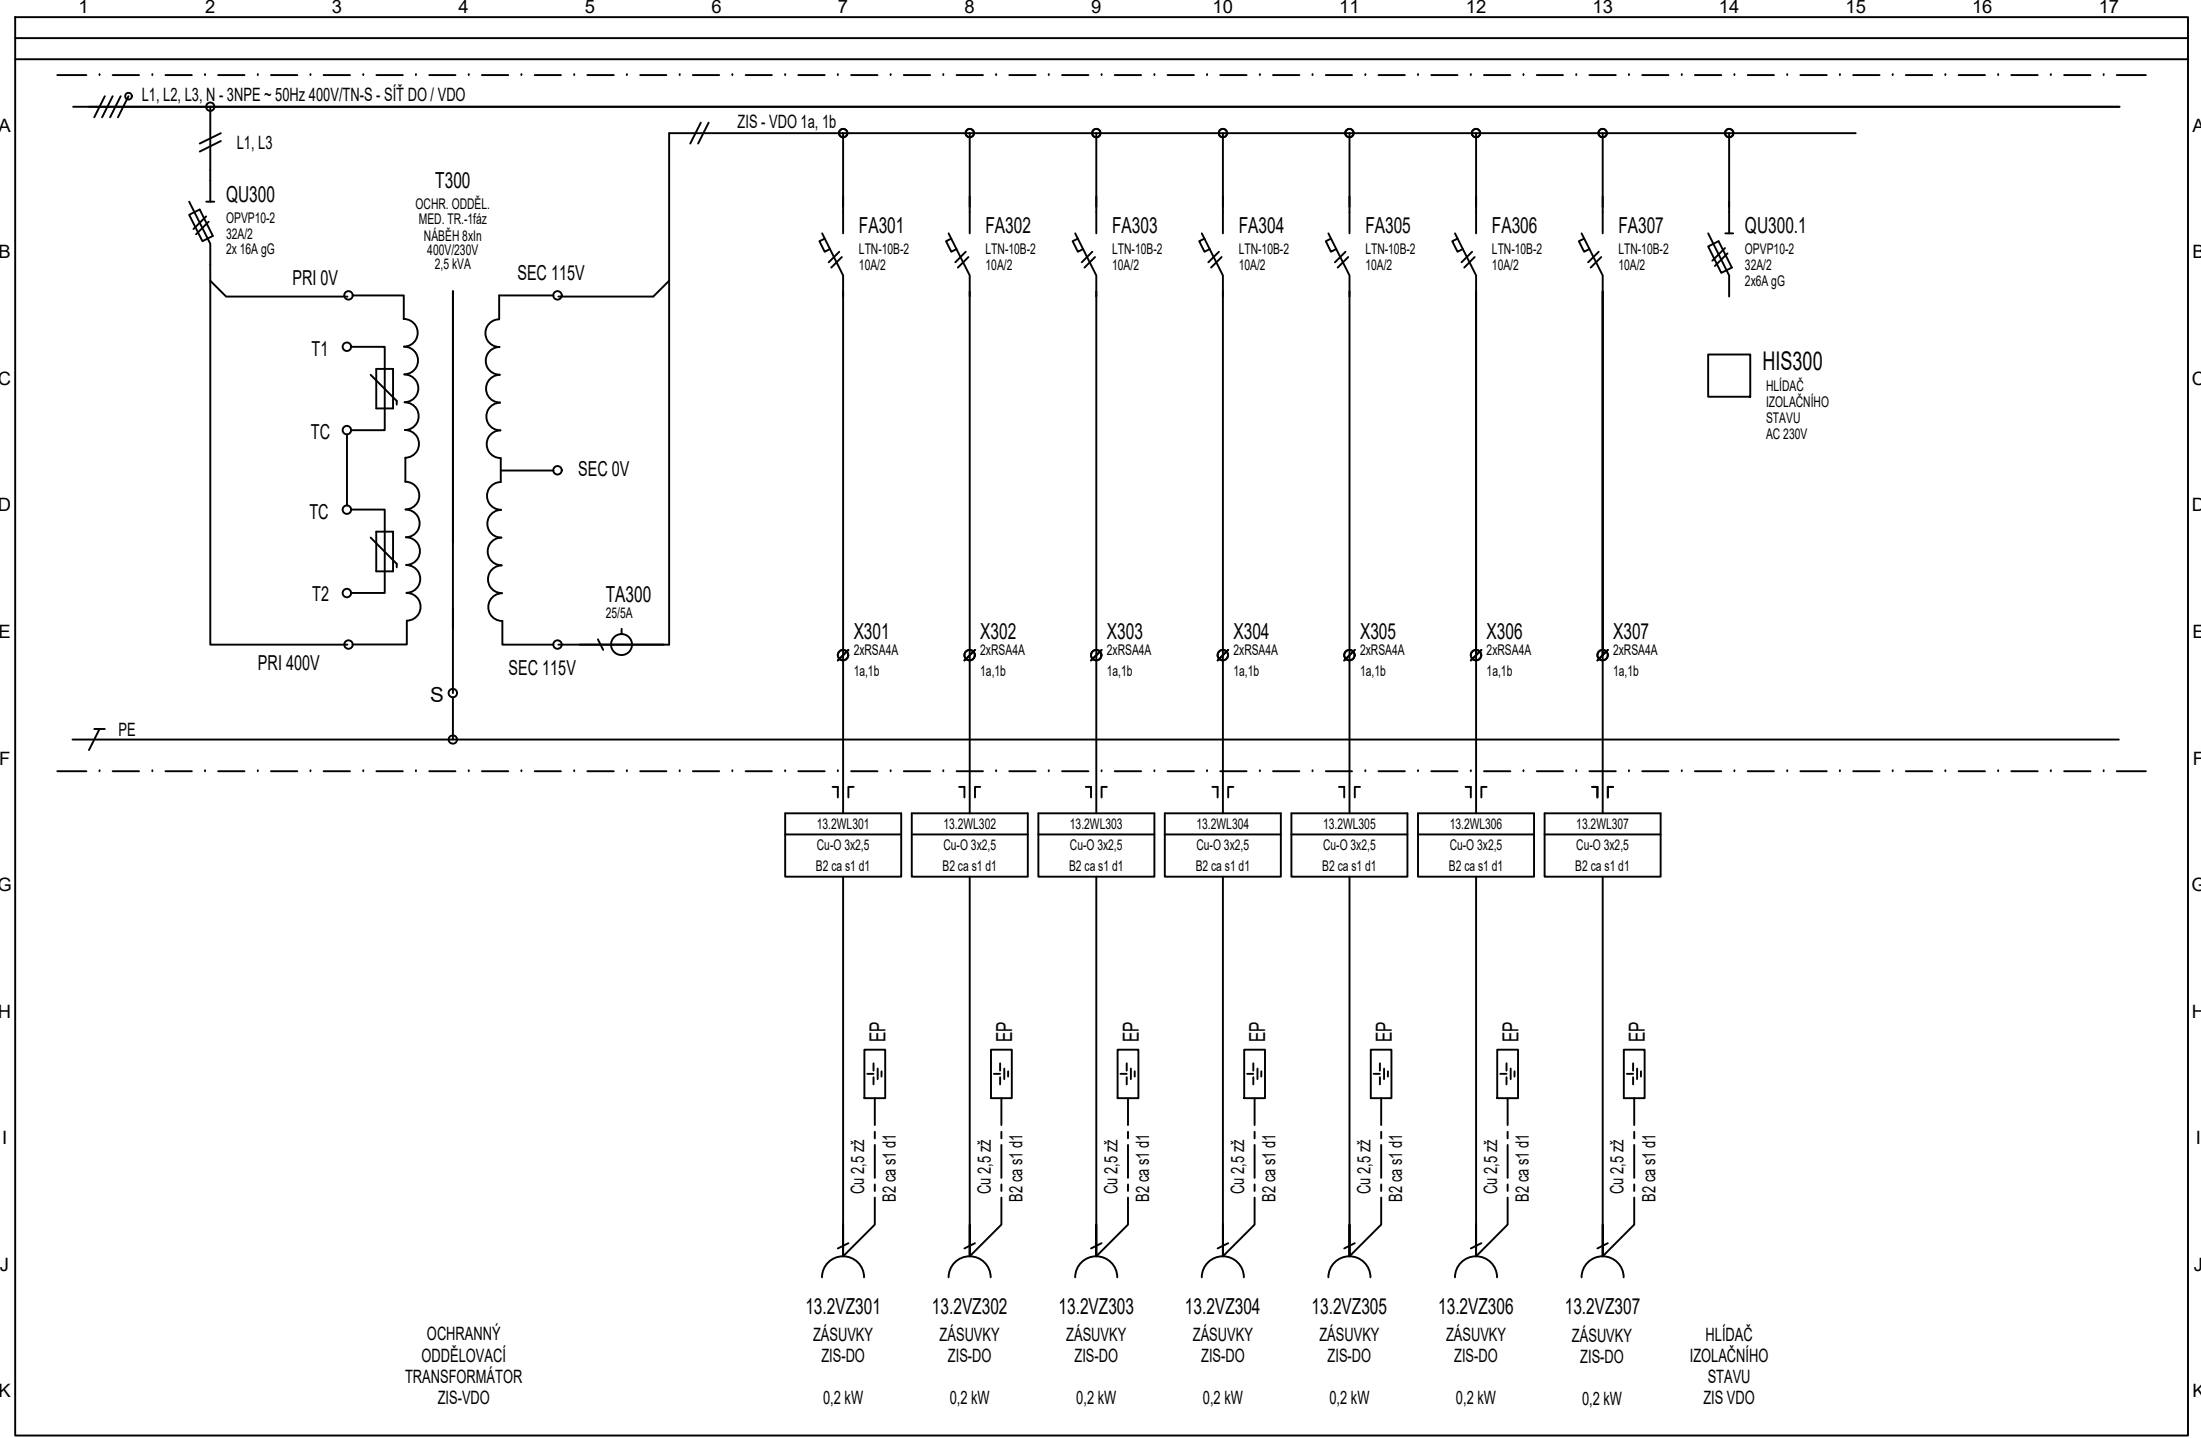 1 2 3 4 5 6 7 8 9 10 11 12 13 14 15 16 17
L1, L2, L3, N - 3NPE ~ 50Hz 400V/TN-S - SÍŤ DO / VDO
A
ZIS - VDO 1a, 1b
A
L1, L3
QU300
OPVP10-2
32A/2
2x 16A gG
T300
OCHR. ODDĚL.
MED. TR.-1fáz
NÁBĚH 8xIn
400V/230V
2,5 kVA
FA301
LTN-10B-2
10A/2
FA302
LTN-10B-2
10A/2
FA303
LTN-10B-2
10A/2
FA304
LTN-10B-2
10A/2
FA305
LTN-10B-2
10A/2
FA306
LTN-10B-2
10A/2
FA307
LTN-10B-2
10A/2
QU300.1
OPVP10-2
32A/2
2x6A gG
B
B
PRI 0V
SEC 115V
T1
C
HIS300
HLÍDAČ
IZOLAČNÍHO
STAVU
AC 230V
C
TC
SEC 0V
D
TC
D
T2
TA300
25/5A
E
X301
2xRSA4A
1a,1b
X302
2xRSA4A
1a,1b
X303
2xRSA4A
1a,1b
X304
2xRSA4A
1a,1b
X305
2xRSA4A
1a,1b
X306
2xRSA4A
1a,1b
X307
2xRSA4A
1a,1b
E
PRI 400V
SEC 115V
S
PE
F
F
13.2WL301
Cu-O 3x2,5
B2 ca s1 d1
13.2WL302
Cu-O 3x2,5
B2 ca s1 d1
13.2WL303
Cu-O 3x2,5
B2 ca s1 d1
13.2WL304
Cu-O 3x2,5
B2 ca s1 d1
13.2WL305
Cu-O 3x2,5
B2 ca s1 d1
13.2WL306
Cu-O 3x2,5
B2 ca s1 d1
13.2WL307
Cu-O 3x2,5
B2 ca s1 d1
G
G
H
H
EP
Cu 2,5 zž
B2 ca s1 d1
EP
Cu 2,5 zž
B2 ca s1 d1
EP
Cu 2,5 zž
B2 ca s1 d1
EP
Cu 2,5 zž
B2 ca s1 d1
EP
Cu 2,5 zž
B2 ca s1 d1
EP
Cu 2,5 zž
B2 ca s1 d1
EP
Cu 2,5 zž
B2 ca s1 d1
I
I
J
J
OCHRANNÝ
ODDĚLOVACÍ
TRANSFORMÁTOR
ZIS-VDO
13.2VZ301
ZÁSUVKY
ZIS-DO
0,2 kW
13.2VZ302
ZÁSUVKY
ZIS-DO
0,2 kW
13.2VZ303
ZÁSUVKY
ZIS-DO
0,2 kW
13.2VZ304
ZÁSUVKY
ZIS-DO
0,2 kW
13.2VZ305
ZÁSUVKY
ZIS-DO
0,2 kW
13.2VZ306
ZÁSUVKY
ZIS-DO
0,2 kW
13.2VZ307
ZÁSUVKY
ZIS-DO
0,2 kW
HLÍDAČ
IZOLAČNÍHO
STAVU
ZIS VDO
K
K